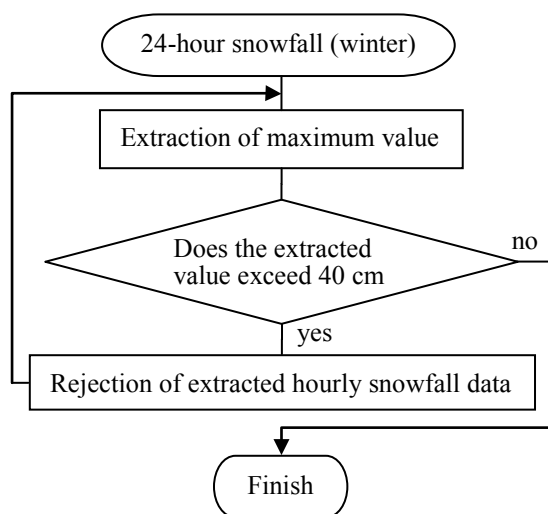 24-hour snowfall (winter)
Extraction of maximum value
Does the extracted
value exceed 40 cm
no
yes
Rejection of extracted hourly snowfall data
Finish